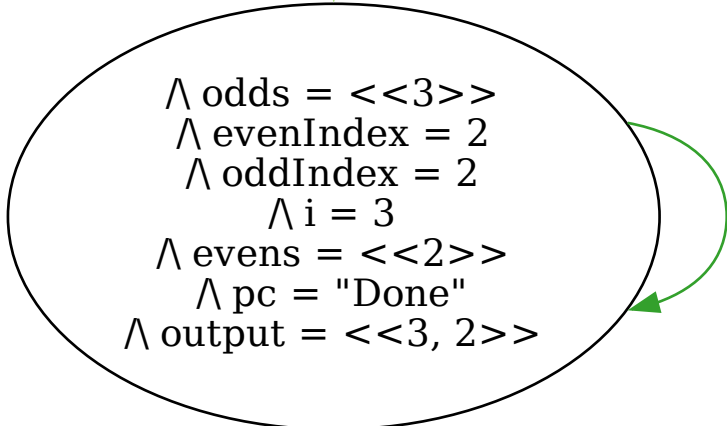 /\ odds = <<3>>
/\ evenIndex = 2
/\ oddIndex = 2
/\ i = 3
/\ evens = <<2>>
/\ pc = "Done"
/\ output = <<3, 2>>